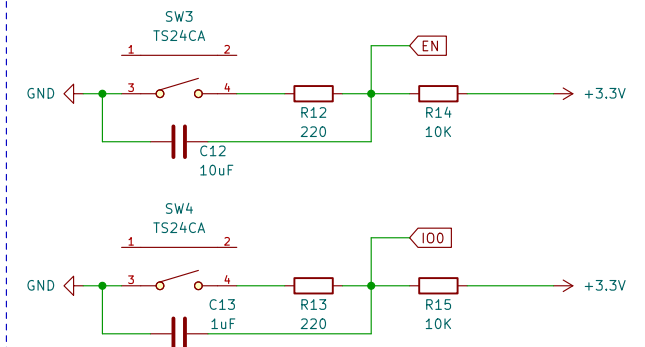 SW3
TS24CA
1 2
EN
GND 3 4 +3.3V
R12 R14
220 10K
C12
10uF
SW4
TS24CA
1 2
IO0
GND 3 4 +3.3V
C13 R13 R15
1uF 220 10K